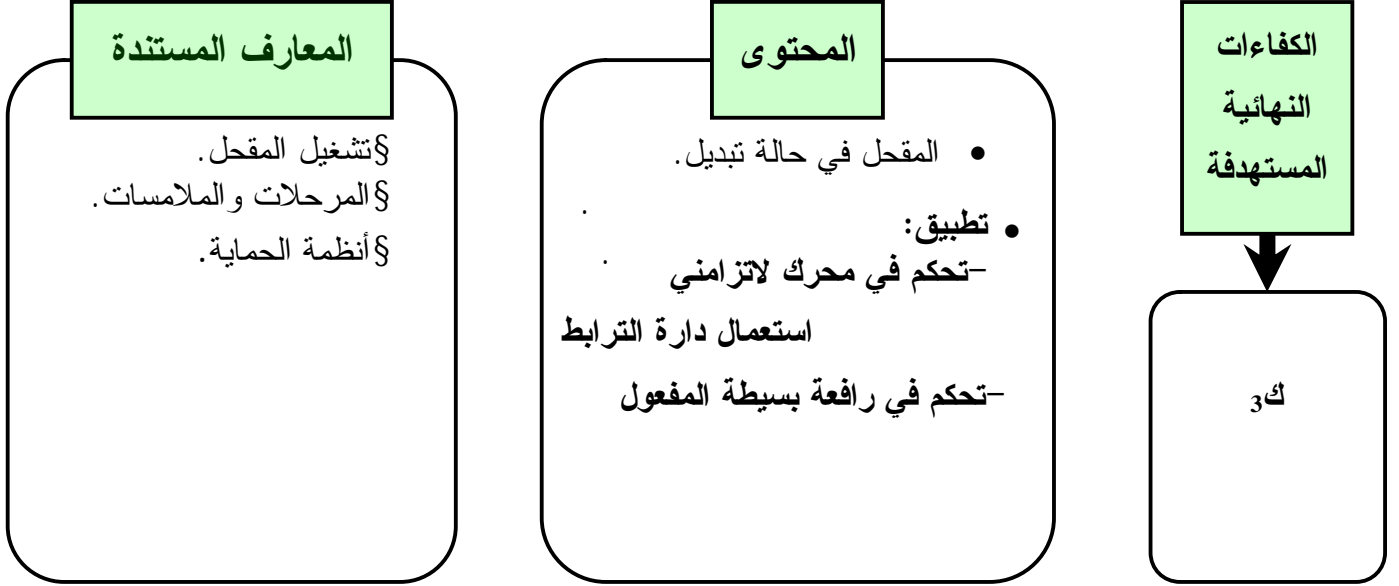 الكفاءات
النهائية
المستهدفة
ك3
المحتوى
• المقحل في حالة تبديل.
• تطبيق:
-تحكم في محرك لاتزامني
استعمال دارة الترابط
-تحكم في رافعة بسيطة المفعول
المعارف المستندة
§تشغيل المقحل.
§المرحلات والملامسات.
§أنظمة الحماية.